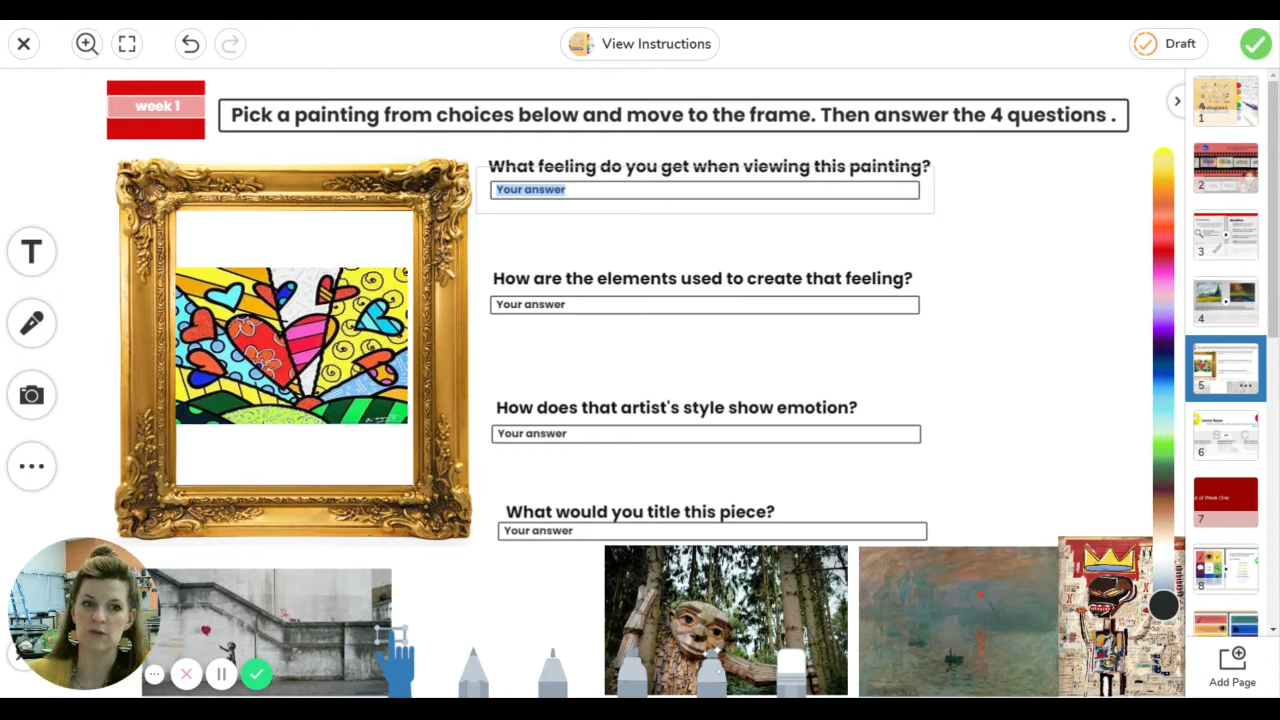 View Instructions
Draft
week 1
Pick a painting from choices below and move to the frame. Then answer the 4 questions .
What feeling do you get when viewing this painting?
Your answer
How are the elements used to create that feeling?
Your answer
How does that artist's style show emotion?
Your answer
What would you title this piece?
Your answer
T
1
2
3
4
5
6
B
C
d of Week One
7
8
Add Page